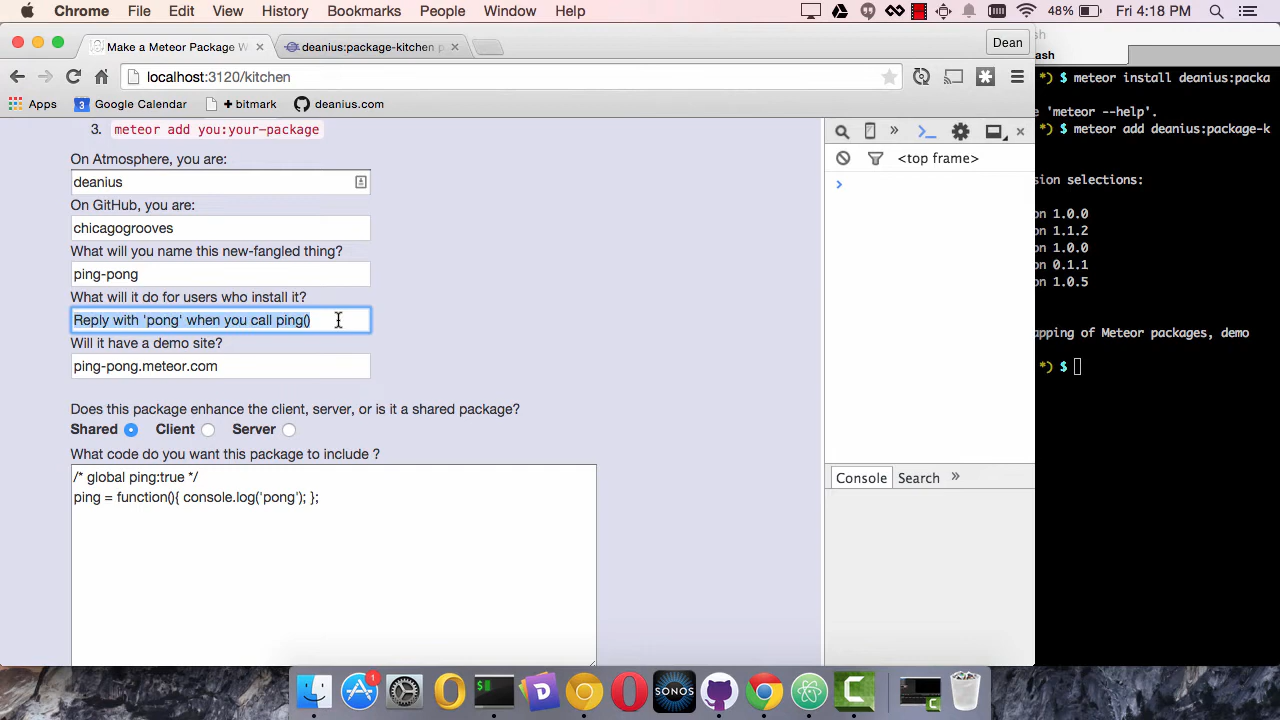 Chrome File Edit View History Bookmarks People Window Help 48% Fri 4:18 PM
Make a Meteor Package W
deanius:package-kitchen p
Dean
localhost:3120/kitchen
Apps Google Calendar + bitmark deanius.com
3. meteor add you:your-package
On Atmosphere, you are:
deanius
On GitHub, you are:
chicagogrooves
What will you name this new-fangled thing?
ping-pong
What will it do for users who install it?
Reply with 'pong' when you call ping()
Will it have a demo site?
ping-pong.meteor.com
Does this package enhance the client, server, or is it a shared package?
Shared Client Server
What code do you want this package to include ?
/* global ping:true */
ping = function(){ console.log('pong'); };
<top frame>
Console Search
ash
*) $ meteor install deanius:packa
e 'meteor --help'.
*) $ meteor add deanius:package-k
sion selections:
on 1.0.0
on 1.1.2
on 1.0.0
on 0.1.1
on 1.0.5
apping of Meteor packages, demo
*) $
1
SONOS